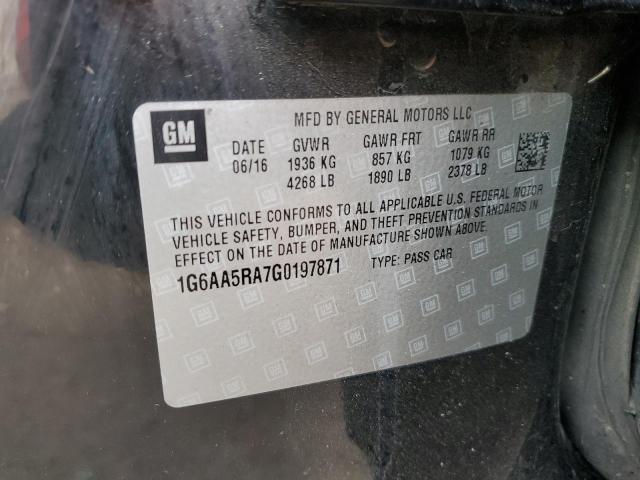 GM
MFD BY GENERAL MOTORS LLC
DATE GVWR GAWR FRT GAWR RR
06/16 1936 KG 857 KG 1079 KG
4268 LB 1890 LB 2378 LB
THIS VEHICLE CONFORMS TO ALL APPLICABLE U.S. FEDERAL MOTOR
VEHICLE SAFETY, BUMPER, AND THEFT PREVENTION STANDARDS IN
EFFECT ON THE DATE OF MANUFACTURE SHOWN ABOVE.
1G6AA5RA7G0197871 TYPE: PASS CAR